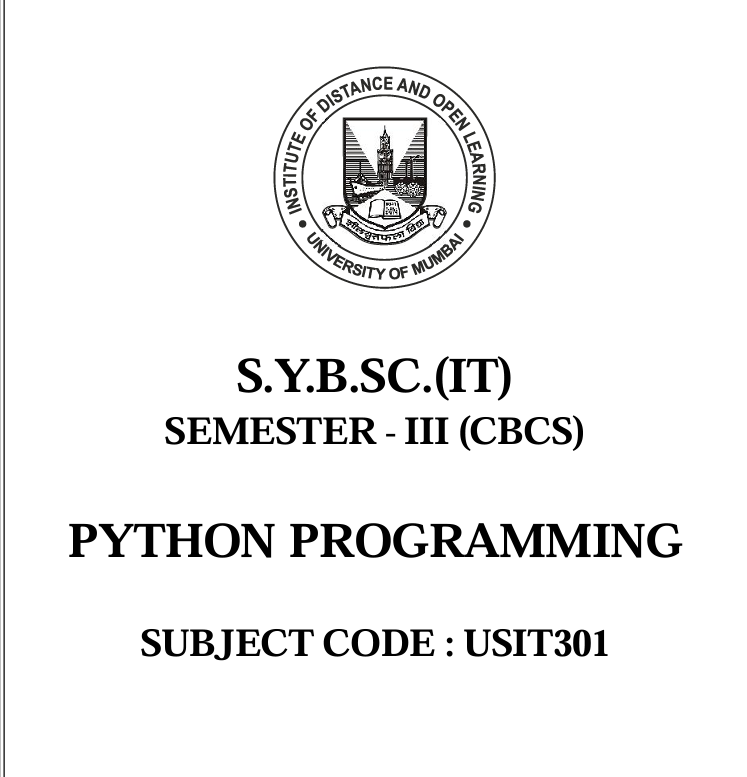 INSTITUTE OF DISTANCE AND OPEN LEARNING
शीलवृत्तफला विद्या
• UNIVERSITY OF MUMBAI •
S.Y.B.SC.(IT)
SEMESTER - III (CBCS)
PYTHON PROGRAMMING
SUBJECT CODE : USIT301